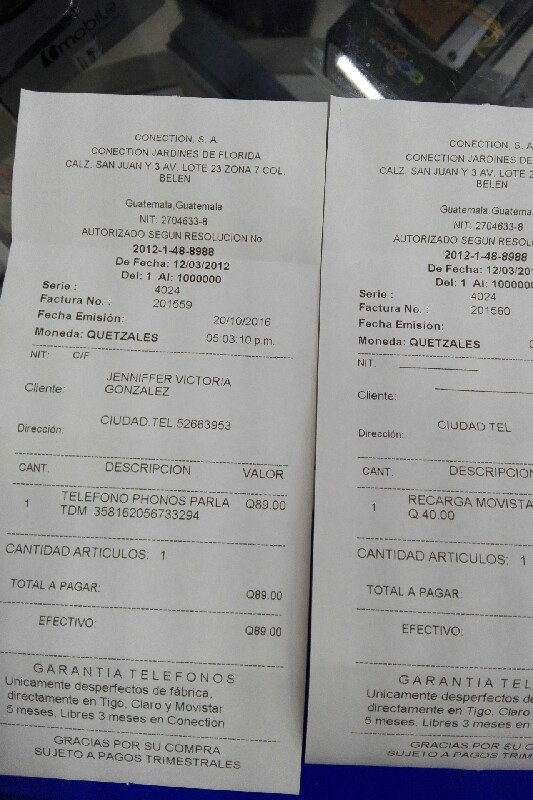 mobile
CONECTION, S. A.
CONECTION JARDINES DE FLORIDA
CALZ. SAN JUAN Y 3 AV. LOTE 23 ZONA 7 COL.
BELEN
Guatemala,Guatemala
NIT: 2704633-8
AUTORIZADO SEGUN RESOLUCION No.
2012-1-48-8988
De Fecha: 12/03/2012
Del: 1 Al: 1000000
Serie : 4024
Factura No. : 201559
Fecha Emisión: 20/10/2016
Moneda: QUETZALES 05:03:10 p.m.
NIT: C/F
Cliente: JENNIFFER VICTORIA
GONZALEZ
Dirección: CIUDAD.TEL 52663953
CANT. DESCRIPCION VALOR
1 TELEFONO PHONOS PARLA Q89.00
TDM 358162056733294
CANTIDAD ARTICULOS: 1
TOTAL A PAGAR: Q89.00
EFECTIVO: Q89.00
GARANTIA TELEFONOS
Unicamente desperfectos de fábrica,
directamente en Tigo, Claro y Movistar
5 meses, Libres 3 meses en Conection
GRACIAS POR SU COMPRA
SUJETO A PAGOS TRIMESTRALES
CONECTION, S. A
CONECTION JARDINES DE
CALZ. SAN JUAN Y 3 AV. LOTE 2
BELEN
Guatemala,Guatema
NIT: 2704633-8
AUTORIZADO SEGUN RESOLU
2012-1-48-8988
De Fecha: 12/03/201
Del: 1 Al: 1000000
Serie : 4024
Factura No. : 201560
Fecha Emisión:
Moneda: QUETZALES 0
NIT:
Cliente:
Dirección: CIUDAD TEL
CANT. DESCRIPCION
1 RECARGA MOVISTA
Q.40.00
CANTIDAD ARTICULOS: 1
TOTAL A PAGAR:
EFECTIVO:
GARANTIA TEL
Unicamente desperfectos de
directamente en Tigo, Claro
5 meses, Libres 3 meses en
GRACIAS POR SU C
SUJETO A PAGOS TRIM